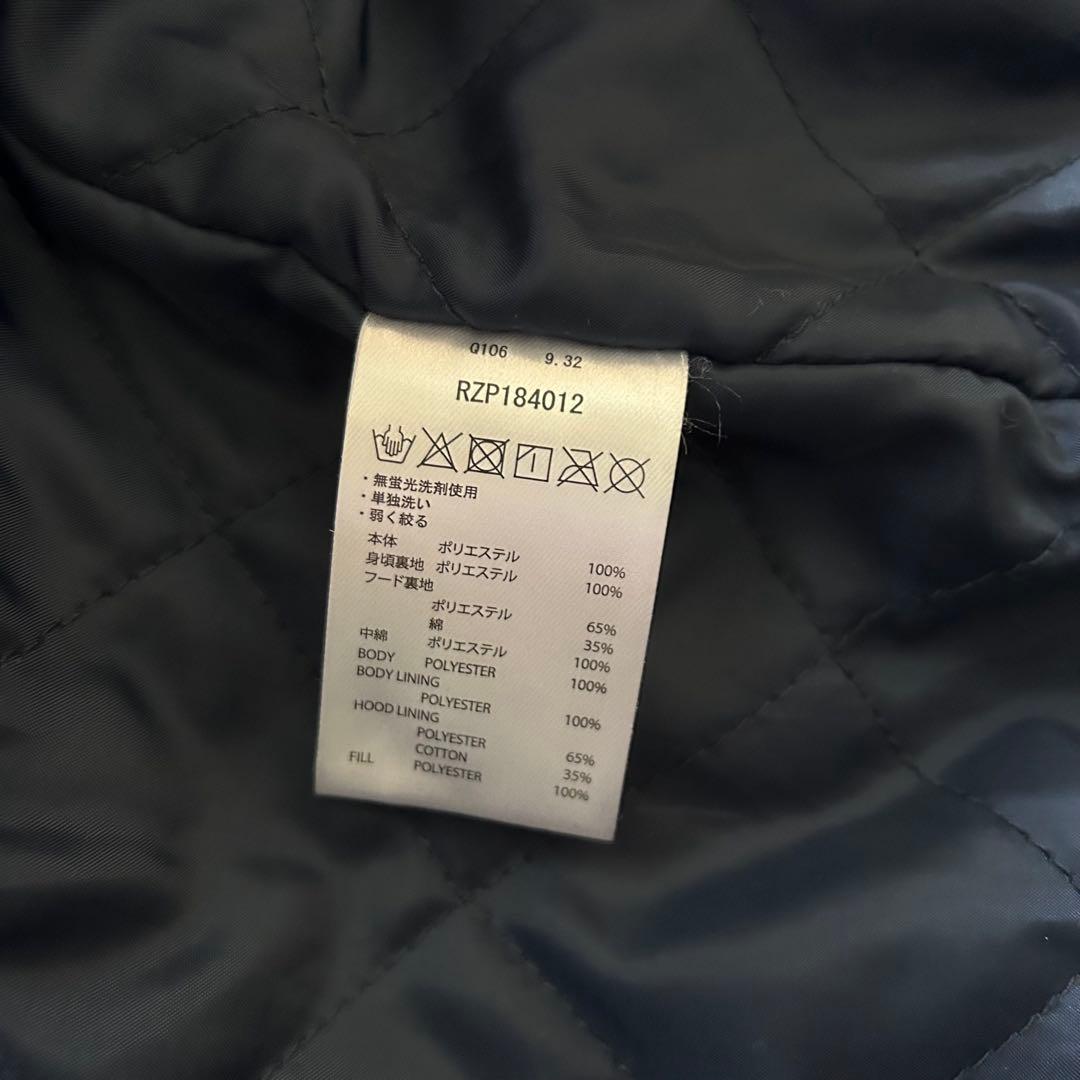 Q106 9.32
RZP184012
・無蛍光洗剤使用
・単独洗い
・弱く絞る
本体 ポリエステル 100%
身頃裏地 ポリエステル 100%
フード裏地
ポリエステル 65%
綿 35%
中綿 ポリエステル 100%
BODY POLYESTER 100%
BODY LINING
POLYESTER 100%
HOOD LINING
POLYESTER 65%
COTTON 35%
FILL POLYESTER 100%